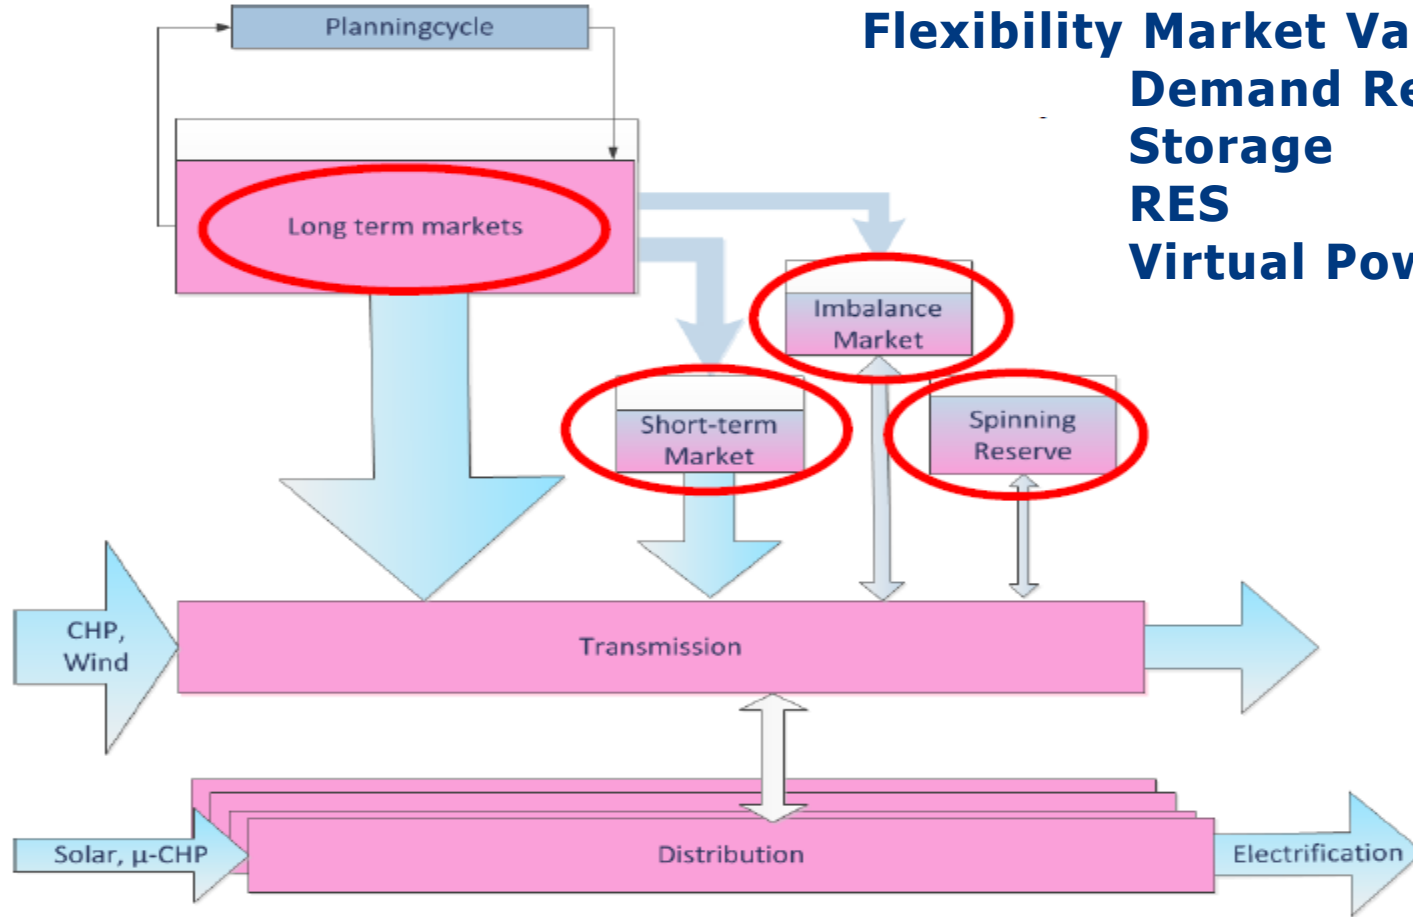 Planningcycle
Flexibility Market Va
Demand Re
Storage
RES
Virtual Pow
Long term markets
Imbalance
Market
Short-term
Market
Spinning
Reserve
CHP,
Wind
Transmission
Solar, μ-CHP
Distribution
Electrification